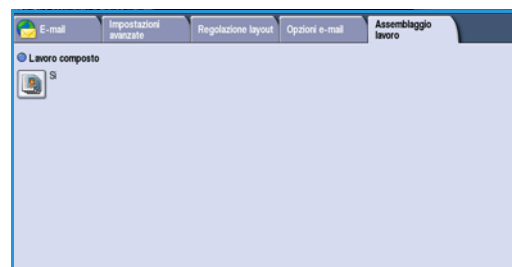 E-mail
Impostazioni
avanzate
Regolazione layout
Opzioni e-mail
Assemblaggio
lavoro
Lavoro composto
Sì